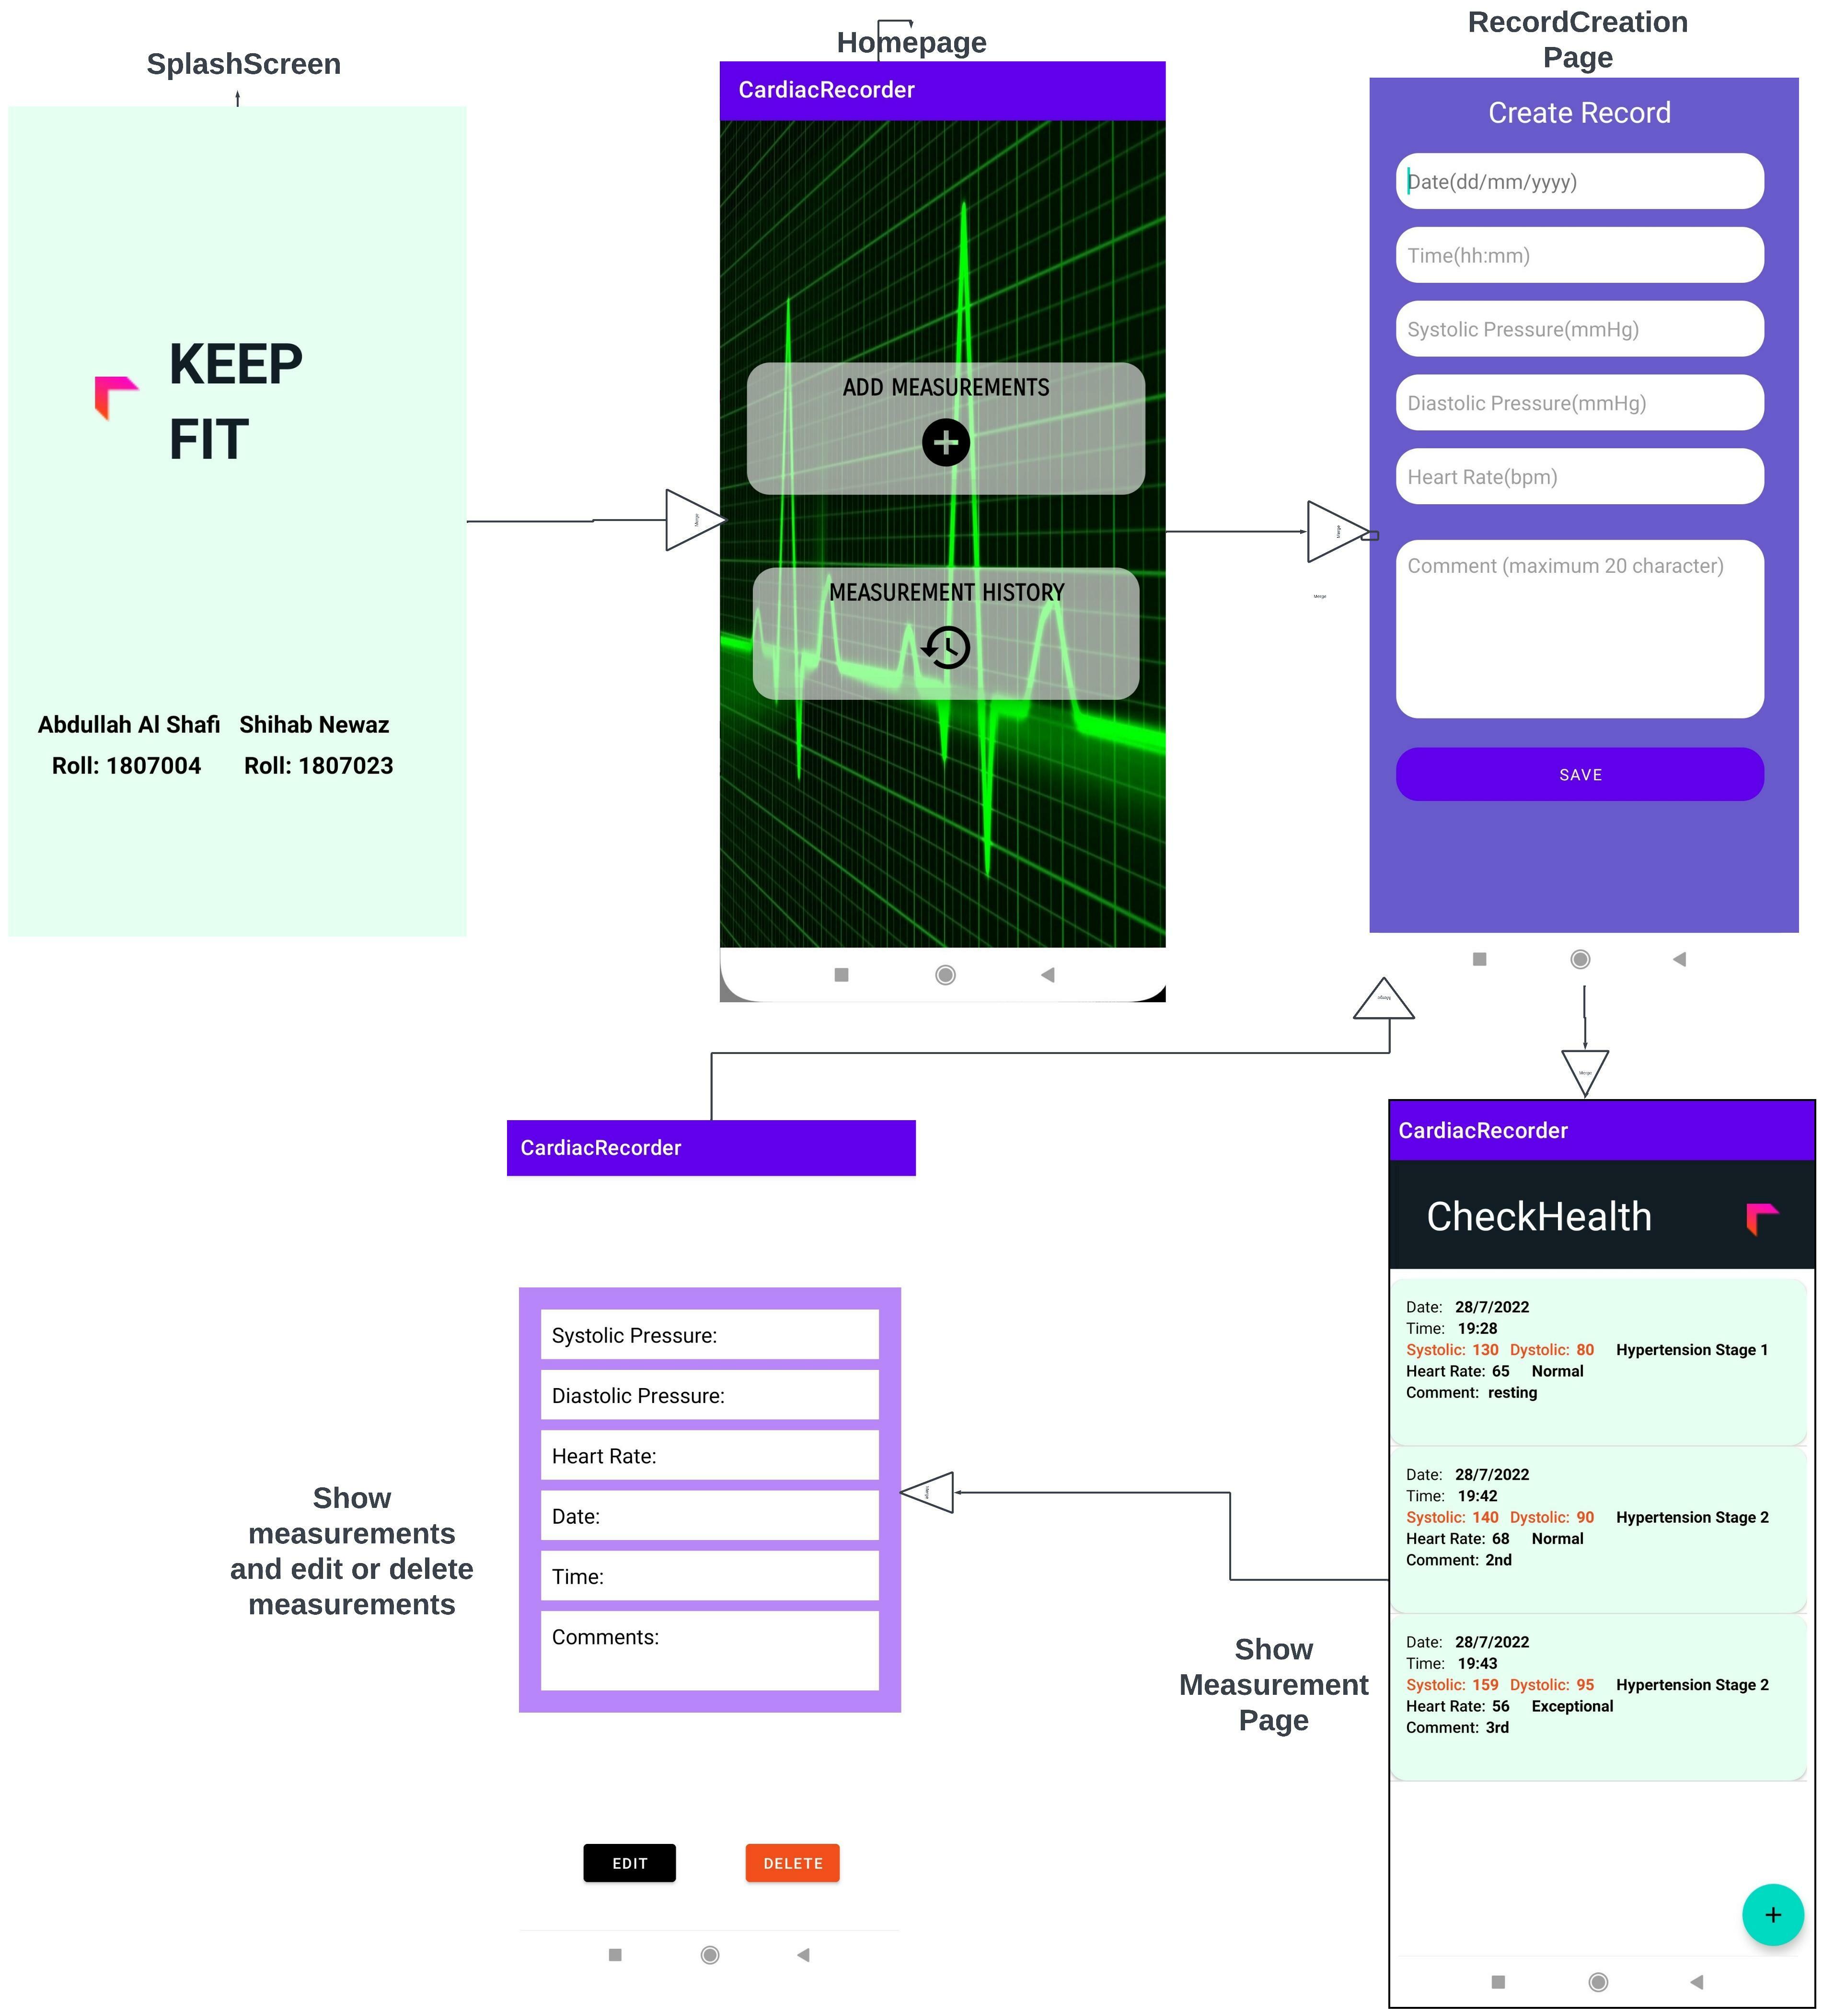 SplashScreen
KEEP
FIT
Abdullah Al Shafi Shihab Newaz
Roll: 1807004 Roll: 1807023
Merge
Homepage
CardiacRecorder
ADD MEASUREMENTS
MEASUREMENT HISTORY
Merge
Merge
RecordCreation
Page
Create Record
Date(dd/mm/yyyy)
Time(hh:mm)
Systolic Pressure(mmHg)
Diastolic Pressure(mmHg)
Heart Rate(bpm)
Comment (maximum 20 character)
SAVE
Merge
Merge
CardiacRecorder
CheckHealth
Date: 28/7/2022
Time: 19:28
Systolic: 130 Dystolic: 80 Hypertension Stage 1
Heart Rate: 65 Normal
Comment: resting
Date: 28/7/2022
Time: 19:42
Systolic: 140 Dystolic: 90 Hypertension Stage 2
Heart Rate: 68 Normal
Comment: 2nd
Date: 28/7/2022
Time: 19:43
Systolic: 159 Dystolic: 95 Hypertension Stage 2
Heart Rate: 56 Exceptional
Comment: 3rd
+
Show
Measurement
Page
Merge
CardiacRecorder
Systolic Pressure:
Diastolic Pressure:
Heart Rate:
Date:
Time:
Comments:
EDIT DELETE
Show
measurements
and edit or delete
measurements